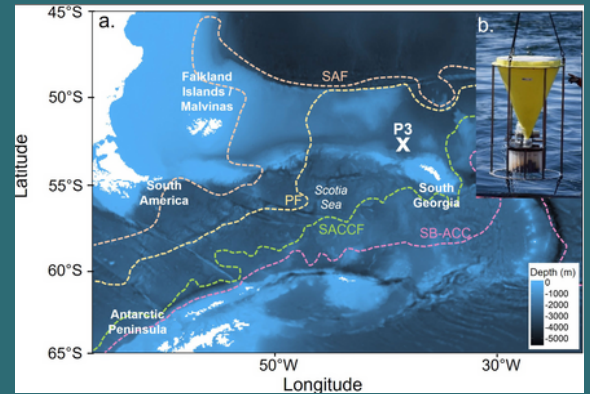 a.
b.
45°S
50°S
55°S
60°S
65°S
Latitude
SAF
Falkland
Islands /
Malvinas
P3
X
South
America
PF
Scotia
Sea
South
Georgia
SACCF
SB-ACC
Antarctic
Peninsula
Depth (m)
0
-1000
-2000
-3000
-4000
-5000
50°W
30°W
Longitude